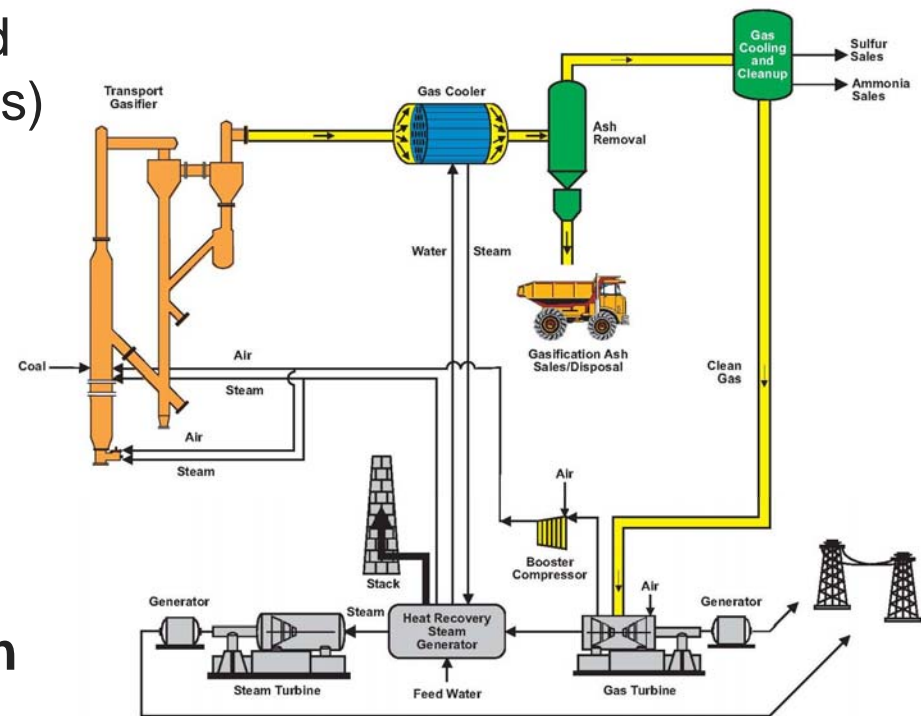 d
s)
Transport
Gasifier
Gas Cooler
Ash
Removal
Gas
Cooling
and
Cleanup
Sulfur
Sales
Ammonia
Sales
Water
Steam
Gasification Ash
Sales/Disposal
Clean
Gas
Coal
Air
Steam
Air
Steam
Air
Booster
Compressor
Stack
Generator
Steam
Heat Recovery
Steam
Generator
Air
Generator
n
Steam Turbine
Feed Water
Gas Turbine